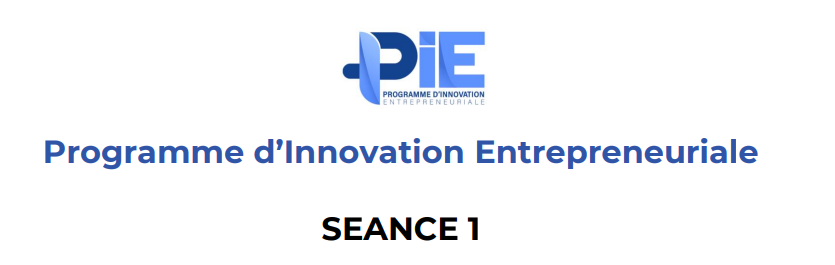 PiE
PROGRAMME D'INNOVATION
ENTREPRENEURIALE
Programme d’Innovation Entrepreneuriale
SEANCE 1